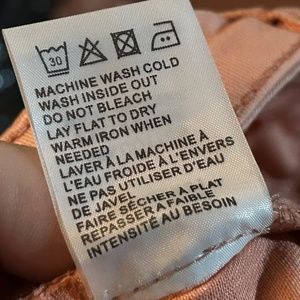 30
MACHINE WASH COLD
WASH INSIDE OUT
DO NOT BLEACH
LAY FLAT TO DRY
WARM IRON WHEN
NEEDED
LAVER À LA MACHINE À
L'EAU FROIDE À L'ENVERS
NE PAS UTILISER D'EAU
DE JAVEL
FAIRE SÉCHER À PLAT
REPASSER À FAIBLE
INTENSITÉ AU BESOIN